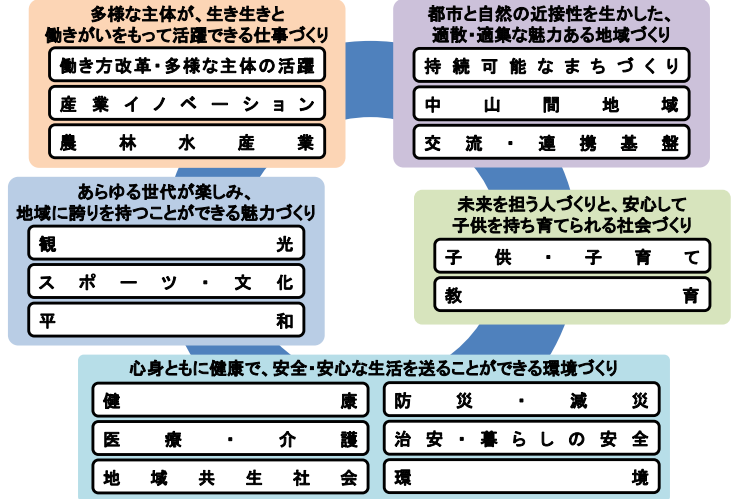 多様な主体が、生き生きと
働きがいをもって活躍できる仕事づくり
働き方改革・多様な主体の活躍
産業イノベーション
農林水産業
都市と自然の近接性を生かした、
適散・適集な魅力ある地域づくり
持続可能なまちづくり
中山間地域
交流・連携基盤
あらゆる世代が楽しみ、
地域に誇りを持つことができる魅力づくり
観光
スポーツ・文化
平和
未来を担う人づくりと、安心して
子供を持ち育てられる社会づくり
子供・子育て
教育
心身ともに健康で、安全・安心な生活を送ることができる環境づくり
健康
医療・介護
地域共生社会
防災・減災
治安・暮らしの安全
環境